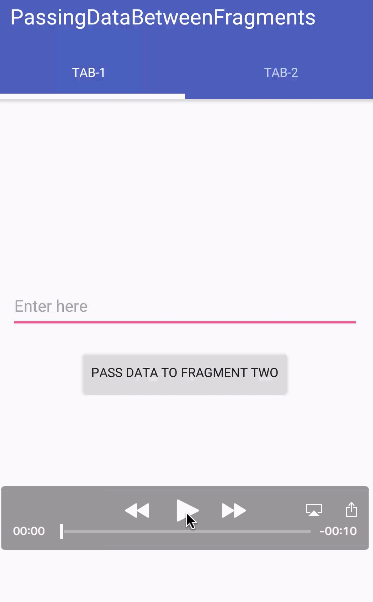 PassingDataBetweenFragments
TAB-1 TAB-2
Enter here
PASS DATA TO FRAGMENT TWO
00:00 -00:10